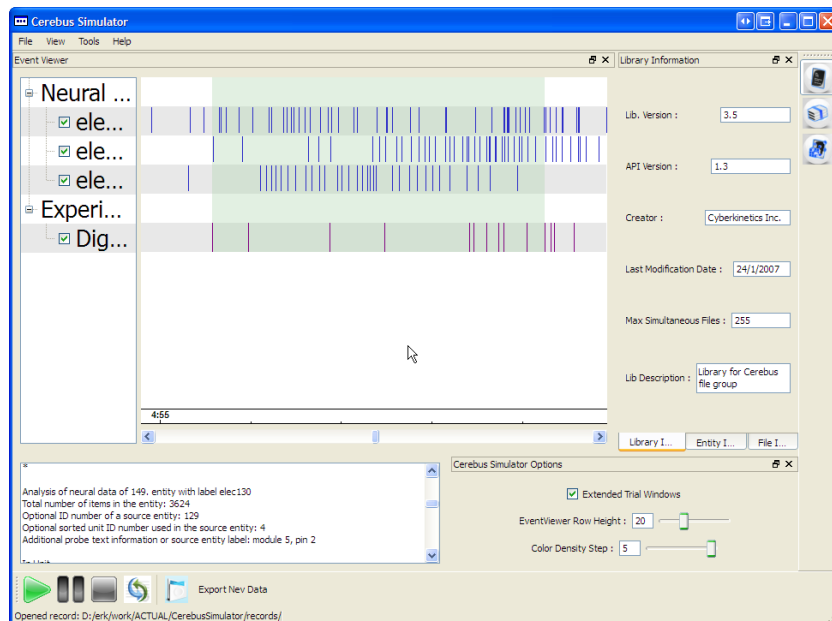 Cerebus Simulator
File View Tools Help
Event Viewer
Library Information
Neural ...
ele...
ele...
ele...
Experi...
Dig...
4:55
Lib. Version : 3.5
API Version : 1.3
Creator : Cyberkinetics Inc.
Last Modification Date : 24/1/2007
Max Simultaneous Files : 255
Lib Description : Library for Cerebus
file group
Library I... Entity I... File I...
*
Analysis of neural data of 149. entity with label elec130
Total number of items in the entity: 3624
Optional ID number of a source entity: 129
Optional sorted unit ID number used in the source entity: 4
Additional probe text information or source entity label: module 5, pin 2
Cerebus Simulator Options
Extended Trial Windows
EventViewer Row Height : 20
Color Density Step : 5
Export Nev Data
Opened record: D:/erk/work/ACTUAL/CerebusSimulator/records/